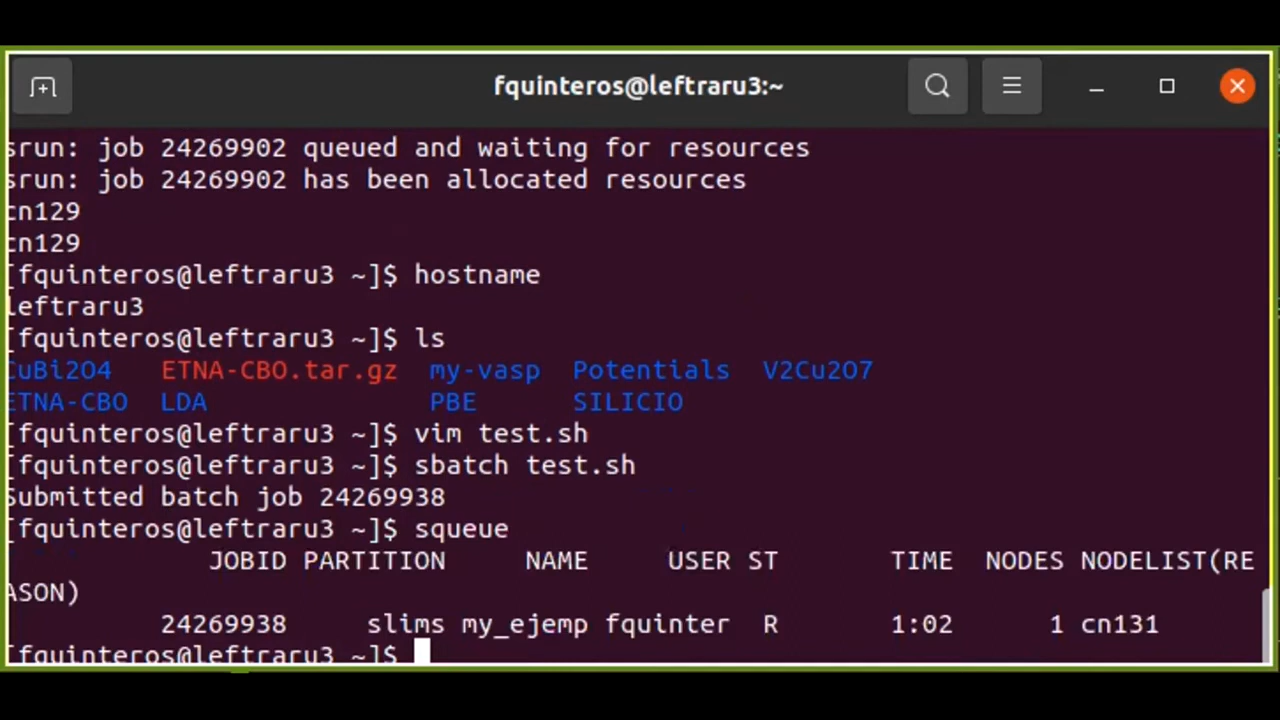 fquinteros@leftraru3:~
srun: job 24269902 queued and waiting for resources
srun: job 24269902 has been allocated resources
cn129
cn129
[fquinteros@leftraru3 ~]$ hostname
leftraru3
[fquinteros@leftraru3 ~]$ ls
CuBi2O4 ETNA-CBO.tar.gz my-vasp Potentials V2Cu2O7
ETNA-CBO LDA PBE SILICIO
[fquinteros@leftraru3 ~]$ vim test.sh
[fquinteros@leftraru3 ~]$ sbatch test.sh
Submitted batch job 24269938
[fquinteros@leftraru3 ~]$ squeue
JOBID PARTITION NAME USER ST TIME NODES NODELIST(RE
ASON)
24269938 slims my_ejemp fquinter R 1:02 1 cn131
[fquinteros@leftraru3 ~]$